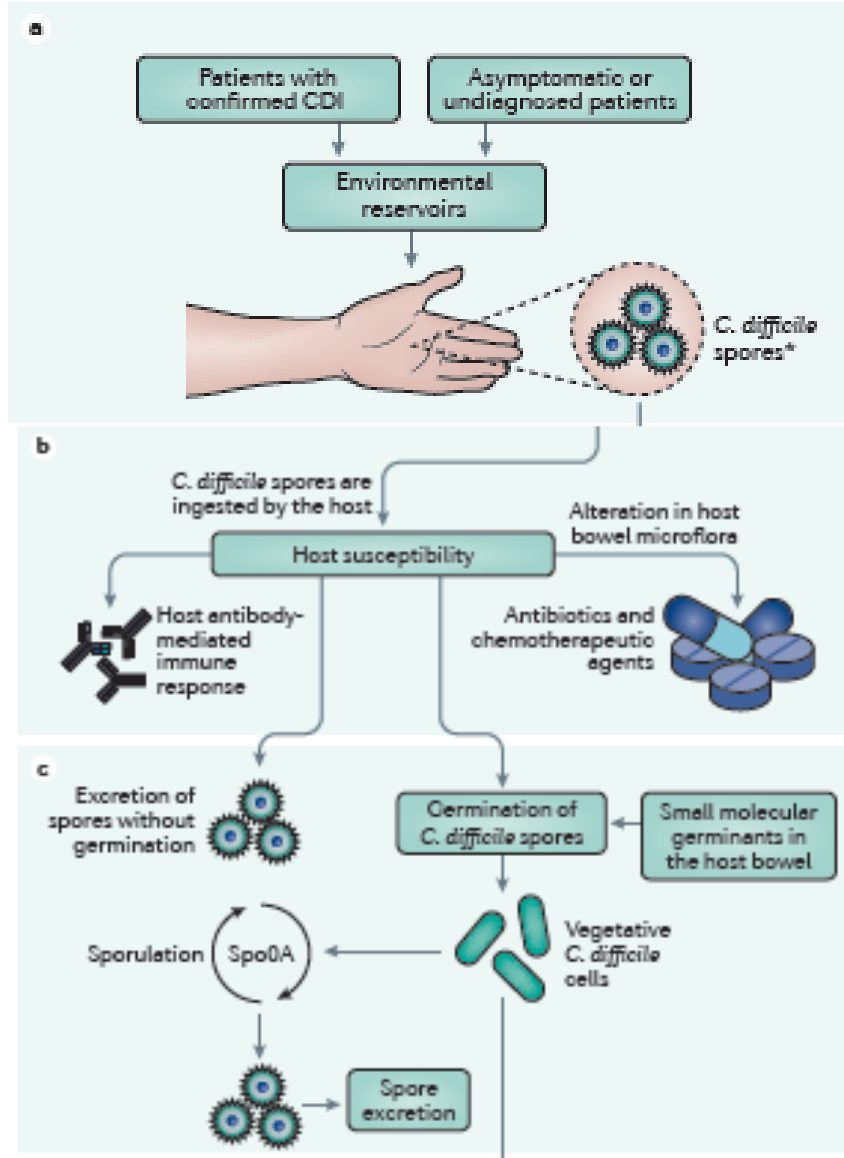 a
Patients with
confirmed CDI
Asymptomatic or
undiagnosed patients
Environmental
reservoirs
C. difficile
spores*
b
C. difficile spores are
ingested by the host
Alteration in host
bowel microflora
Host susceptibility
Host antibody-
mediated
immune
response
Antibiotics and
chemotherapeutic
agents
c
Excretion of
spores without
germination
Germination of
C. difficile spores
Small molecular
germinants in
the host bowel
Sporulation
Spo0A
Vegetative
C. difficile
cells
Spore
excretion